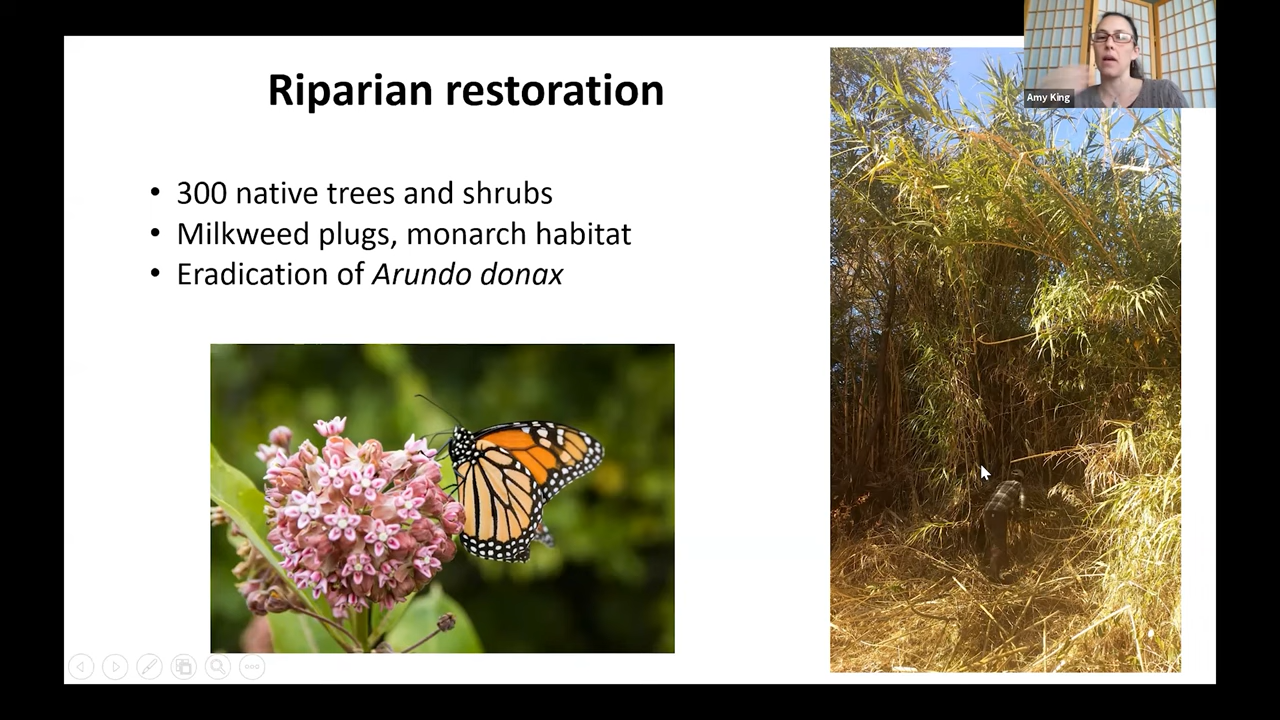 Riparian restoration
• 300 native trees and shrubs
• Milkweed plugs, monarch habitat
• Eradication of Arundo donax
Amy King